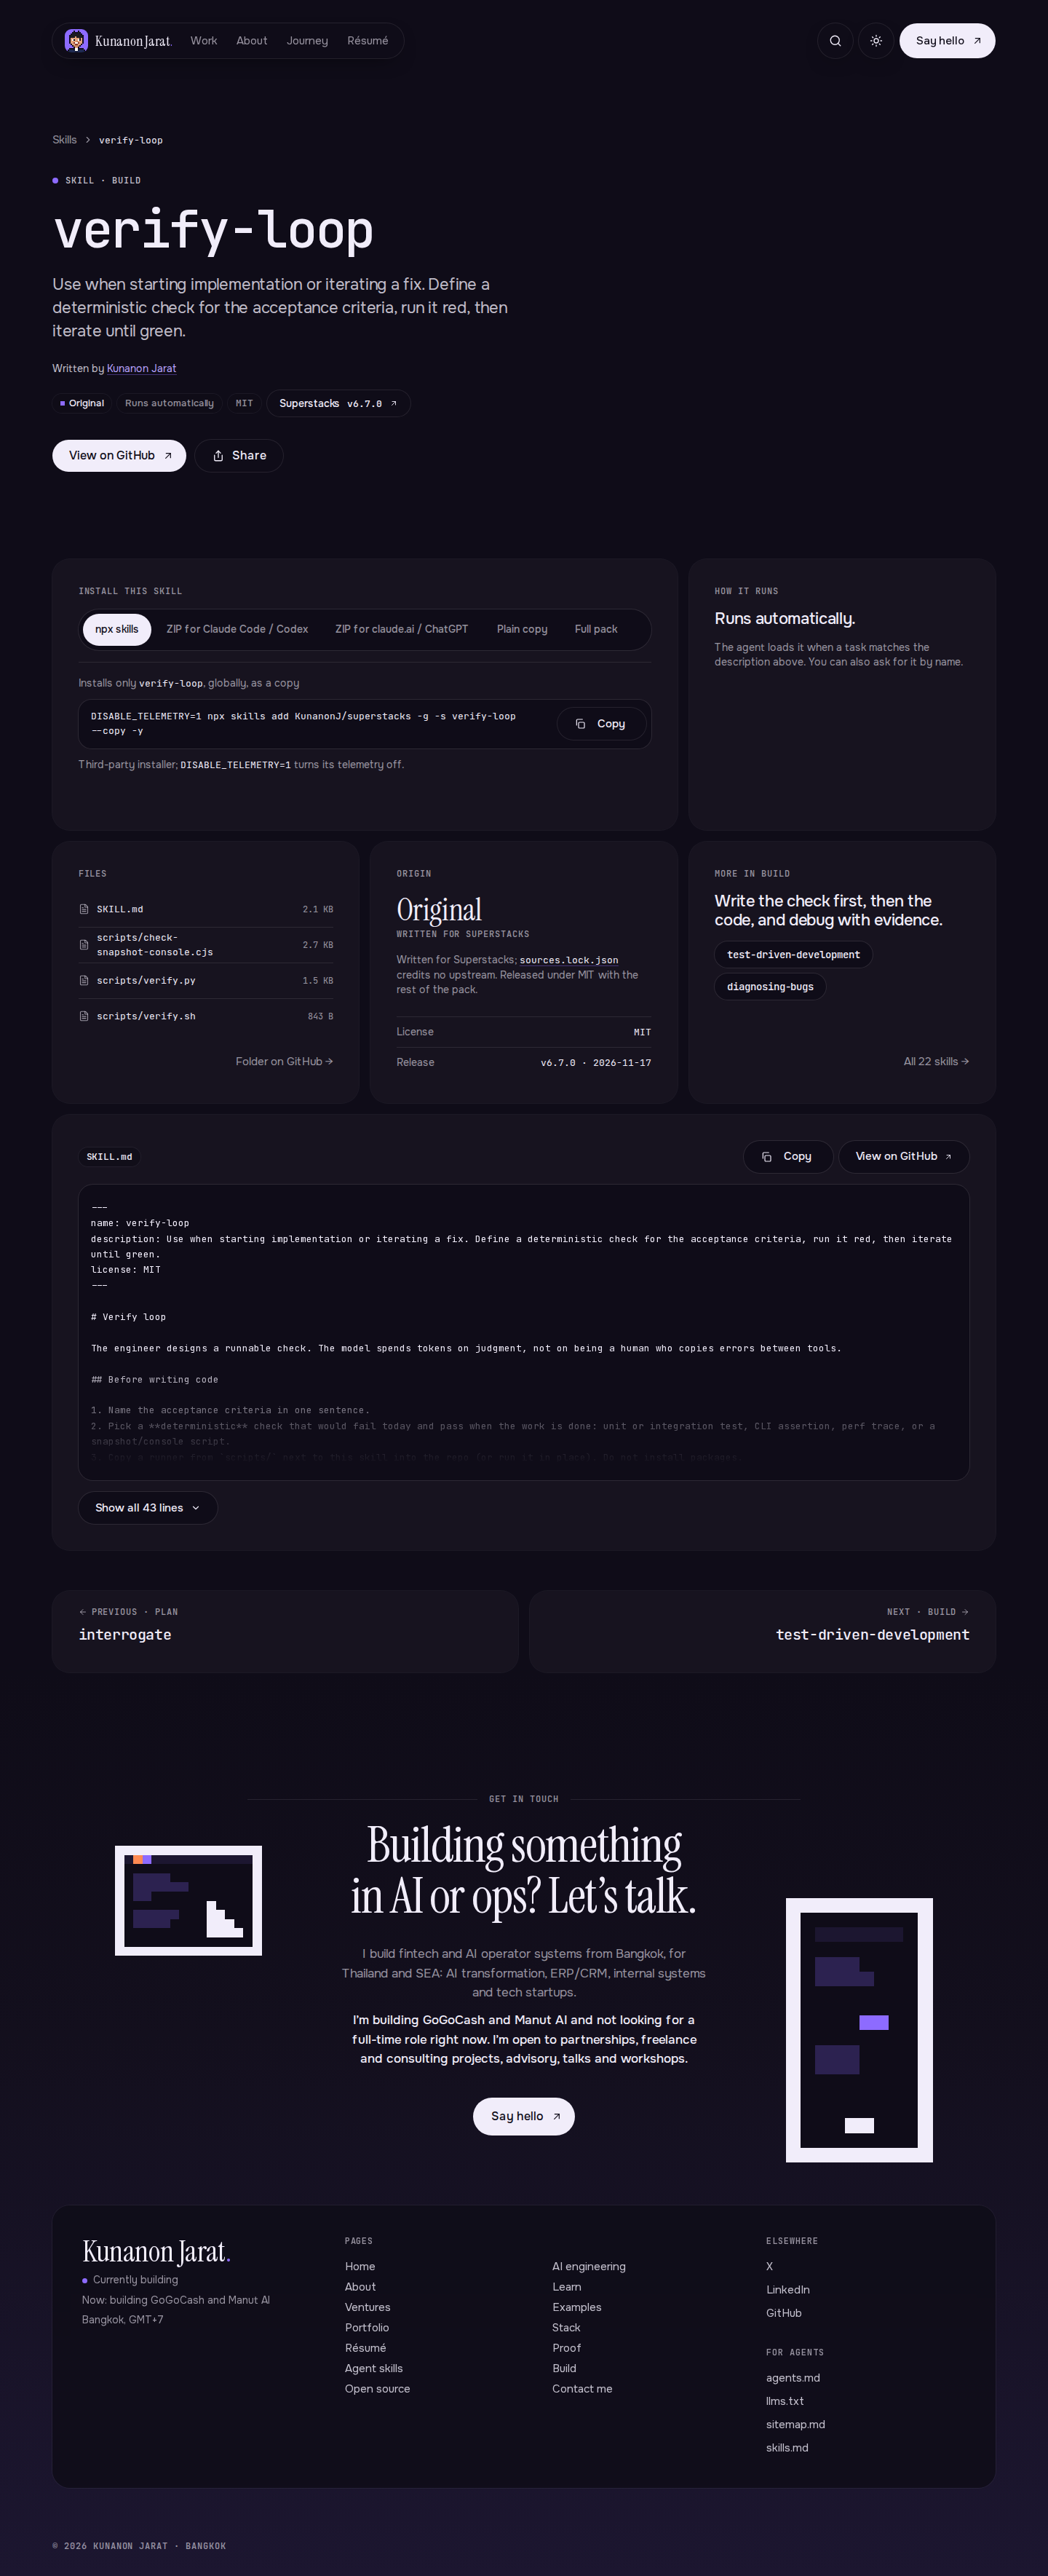 Kunanon Jarat.
Work
About
Journey
Résumé
Say hello
Skills
verify-loop
SKILL · BUILD
verify-loop
Use when starting implementation or iterating a fix. Define a
deterministic check for the acceptance criteria, run it red, then
iterate until green.
Written by Kunanon Jarat
Original
Runs automatically
MIT
Superstacks v6.7.0
View on GitHub
Share
INSTALL THIS SKILL
npx skills
ZIP for Claude Code / Codex
ZIP for claude.ai / ChatGPT
Plain copy
Full pack
Installs only verify-loop, globally, as a copy
DISABLE_TELEMETRY=1 npx skills add KunanonJ/superstacks -g -s verify-loop
--copy -y
Copy
Third-party installer; DISABLE_TELEMETRY=1 turns its telemetry off.
HOW IT RUNS
Runs automatically.
The agent loads it when a task matches the
description above. You can also ask for it by name.
FILES
SKILL.md 2.1 KB
scripts/check-
snapshot-console.cjs 2.7 KB
scripts/verify.py 1.5 KB
scripts/verify.sh 843 B
Folder on GitHub →
ORIGIN
Original
WRITTEN FOR SUPERSTACKS
Written for Superstacks; sources.lock.json
credits no upstream. Released under MIT with the
rest of the pack.
License MIT
Release v6.7.0 · 2026-11-17
MORE IN BUILD
Write the check first, then the
code, and debug with evidence.
test-driven-development
diagnosing-bugs
All 22 skills →
SKILL.md
Copy
View on GitHub
---
name: verify-loop
description: Use when starting implementation or iterating a fix. Define a deterministic check for the acceptance criteria, run it red, then iterate
until green.
license: MIT
---
# Verify loop
The engineer designs a runnable check. The model spends tokens on judgment, not on being a human who copies errors between tools.
## Before writing code
1. Name the acceptance criteria in one sentence.
2. Pick a **deterministic** check that would fail today and pass when the work is done: unit or integration test, CLI assertion, perf trace, or a
snapshot/console script.
3. Copy a runner from `scripts/` next to this skill into the repo (or run it in place). Do not install packages.
Show all 43 lines
← PREVIOUS · PLAN
interrogate
NEXT · BUILD →
test-driven-development
GET IN TOUCH
Building something
in AI or ops? Let's talk.
I build fintech and AI operator systems from Bangkok, for
Thailand and SEA: AI transformation, ERP/CRM, internal systems
and tech startups.
I'm building GoGoCash and Manut AI and not looking for a
full-time role right now. I'm open to partnerships, freelance
and consulting projects, advisory, talks and workshops.
Say hello
Kunanon Jarat.
Currently building
Now: building GoGoCash and Manut AI
Bangkok, GMT+7
PAGES
Home
About
Ventures
Portfolio
Résumé
Agent skills
Open source
AI engineering
Learn
Examples
Stack
Proof
Build
Contact me
ELSEWHERE
X
LinkedIn
GitHub
FOR AGENTS
agents.md
llms.txt
sitemap.md
skills.md
© 2026 KUNANON JARAT · BANGKOK